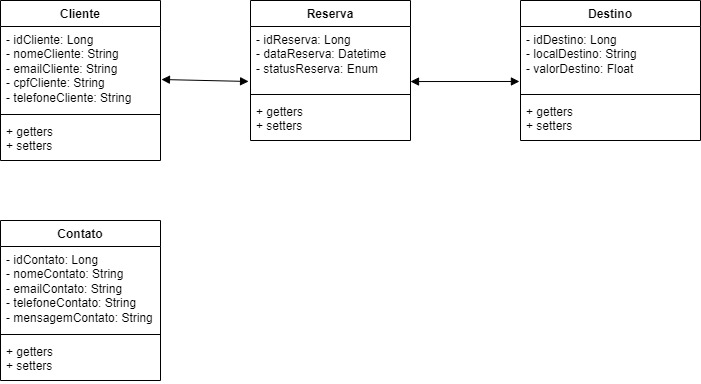 Cliente
- idCliente: Long
- nomeCliente: String
- emailCliente: String
- cpfCliente: String
- telefoneCliente: String
+ getters
+ setters
Reserva
- idReserva: Long
- dataReserva: Datetime
- statusReserva: Enum
+ getters
+ setters
Destino
- idDestino: Long
- localDestino: String
- valorDestino: Float
+ getters
+ setters
Contato
- idContato: Long
- nomeContato: String
- emailContato: String
- telefoneContato: String
- mensagemContato: String
+ getters
+ setters